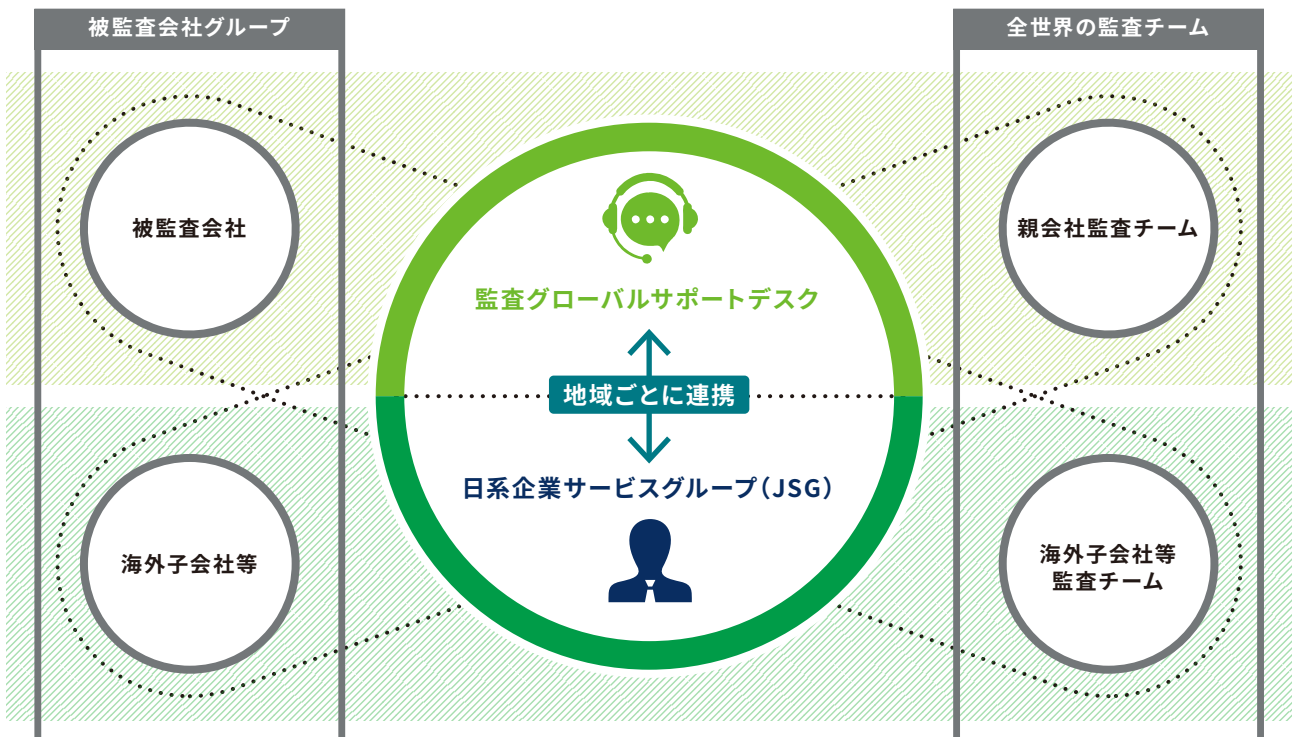 被監査会社グループ
全世界の監査チーム
被監査会社
親会社監査チーム
監査グローバルサポートデスク
地域ごとに連携
日系企業サービスグループ（JSG）
海外子会社等
海外子会社等
監査チーム